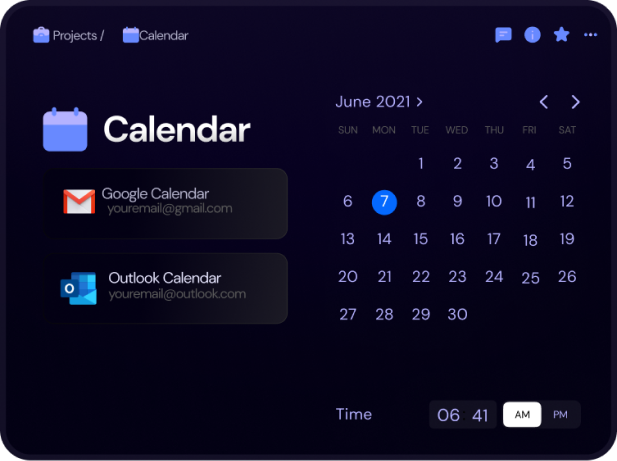 Projects / Calendar
Calendar
Google Calendar
youremail@gmail.com
Outlook Calendar
youremail@outlook.com
June 2021 >
SUN MON TUE WED THU FRI SAT
1 2 3 4 5
6 7 8 9 10 11 12
13 14 15 16 17 18 19
20 21 22 23 24 25 26
27 28 29 30
Time 06 41 AM PM